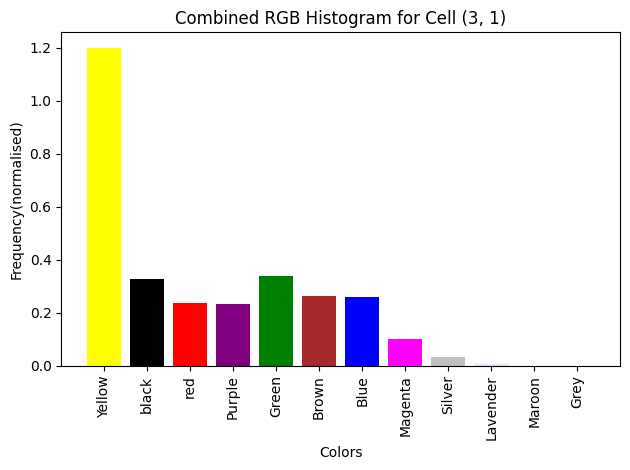 Combined RGB Histogram for Cell (3, 1)
Frequency(normalised)
1.2
1.0
0.8
0.6
0.4
0.2
0.0
Yellow
black
red
Purple
Green
Brown
Blue
Magenta
Silver
Lavender
Maroon
Grey
Colors